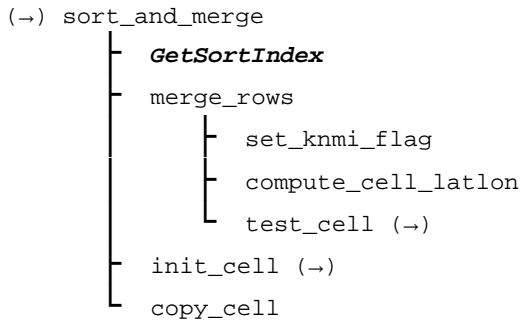 (→) sort_and_merge
GetSortIndex
merge_rows
set_knmi_flag
compute_cell_latlon
test_cell (→)
init_cell (→)
copy_cell